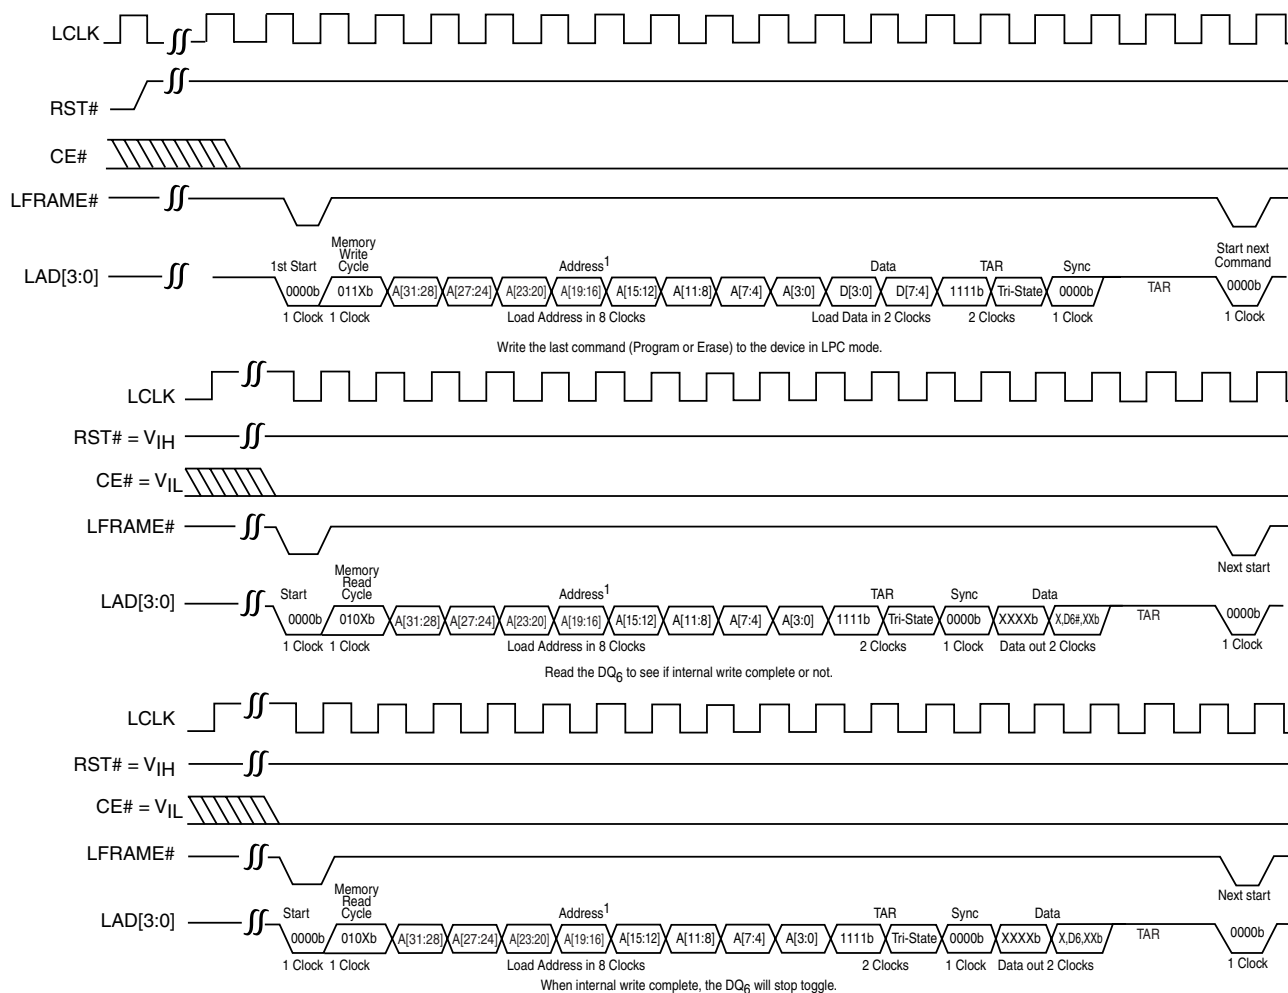 LCLK
RST#
CE#
LFRAME#
LAD[3:0]
1st Start
Memory
Write
Cycle
Address1
Data
TAR
Sync
Start next
Command
0000b 011Xb A[31:28] A[27:24] A[23:20] A[19:16] A[15:12] A[11:8] A[7:4] A[3:0] D[3:0] D[7:4] 1111b Tri-State 0000b TAR 0000b
1 Clock 1 Clock Load Address in 8 Clocks Load Data in 2 Clocks 2 Clocks 1 Clock 1 Clock
Write the last command (Program or Erase) to the device in LPC mode.
LCLK
RST# = VIH
CE# = VIL
LFRAME#
Next start
LAD[3:0]
Start
Memory
Read
Cycle
Address1
TAR
Sync
Data
0000b 010Xb A[31:28] A[27:24] A[23:20] A[19:16] A[15:12] A[11:8] A[7:4] A[3:0] 1111b Tri-State 0000b XXXXb X,D6#,XXb TAR 0000b
1 Clock 1 Clock Load Address in 8 Clocks 2 Clocks 1 Clock Data out 2 Clocks 1 Clock
Read the DQ6 to see if internal write complete or not.
LCLK
RST# = VIH
CE# = VIL
LFRAME#
Next start
LAD[3:0]
Start
Memory
Read
Cycle
Address1
TAR
Sync
Data
0000b 010Xb A[31:28] A[27:24] A[23:20] A[19:16] A[15:12] A[11:8] A[7:4] A[3:0] 1111b Tri-State 0000b XXXXb X,D6,XXb TAR 0000b
1 Clock 1 Clock Load Address in 8 Clocks 2 Clocks 1 Clock Data out 2 Clocks 1 Clock
When internal write complete, the DQ6 will stop toggle.